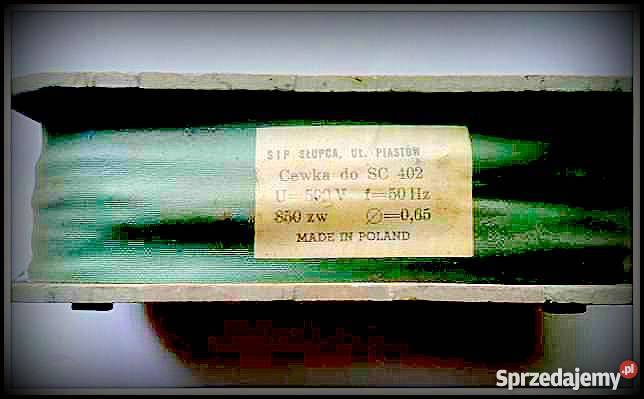 SIP SŁUPCA, UL. PIASTÓW
Cewka do SC 402
U=500 V f=50 Hz
850 zw ∅=0,65
MADE IN POLAND
Sprzedajemy.pl